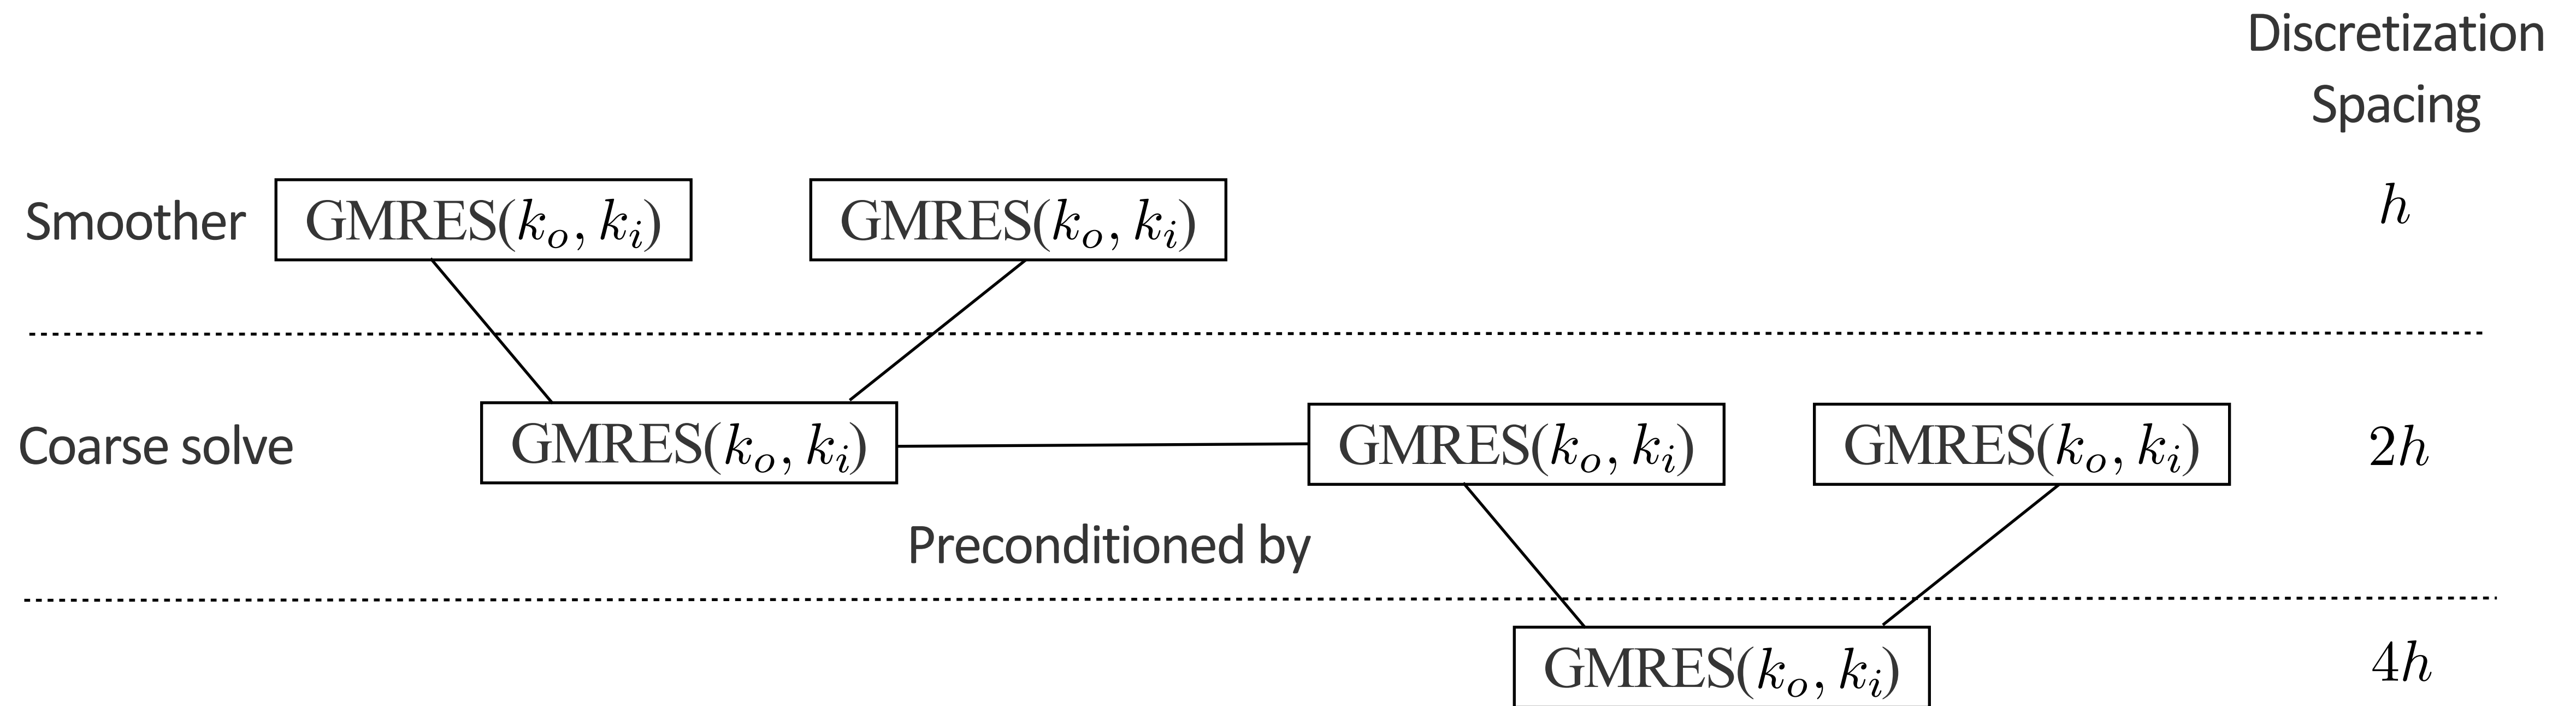 Discretization
Spacing
Smoother GMRES(k_o, k_i) GMRES(k_o, k_i) h
Coarse solve GMRES(k_o, k_i) GMRES(k_o, k_i) GMRES(k_o, k_i) 2h
Preconditioned by
GMRES(k_o, k_i) 4h